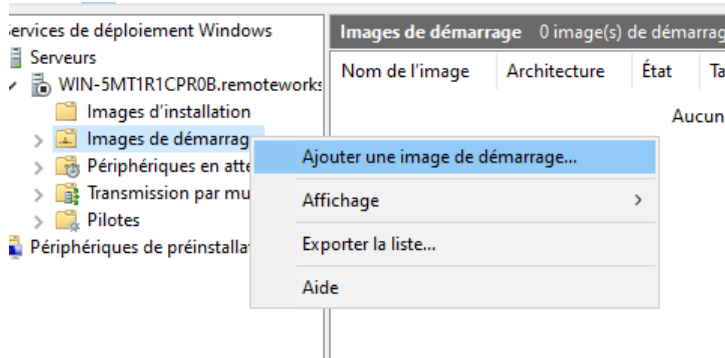 Services de déploiement Windows
Serveurs
WIN-5MT1R1CPR0B.remoteworks
Images d'installation
Images de démarrag
Périphériques en atte
Transmission par mu
Pilotes
Périphériques de préinstalla
Images de démarrage 0 image(s) de démarrag
Nom de l'image Architecture État Ta
Aucun
Ajouter une image de démarrage...
Affichage
Exporter la liste...
Aide